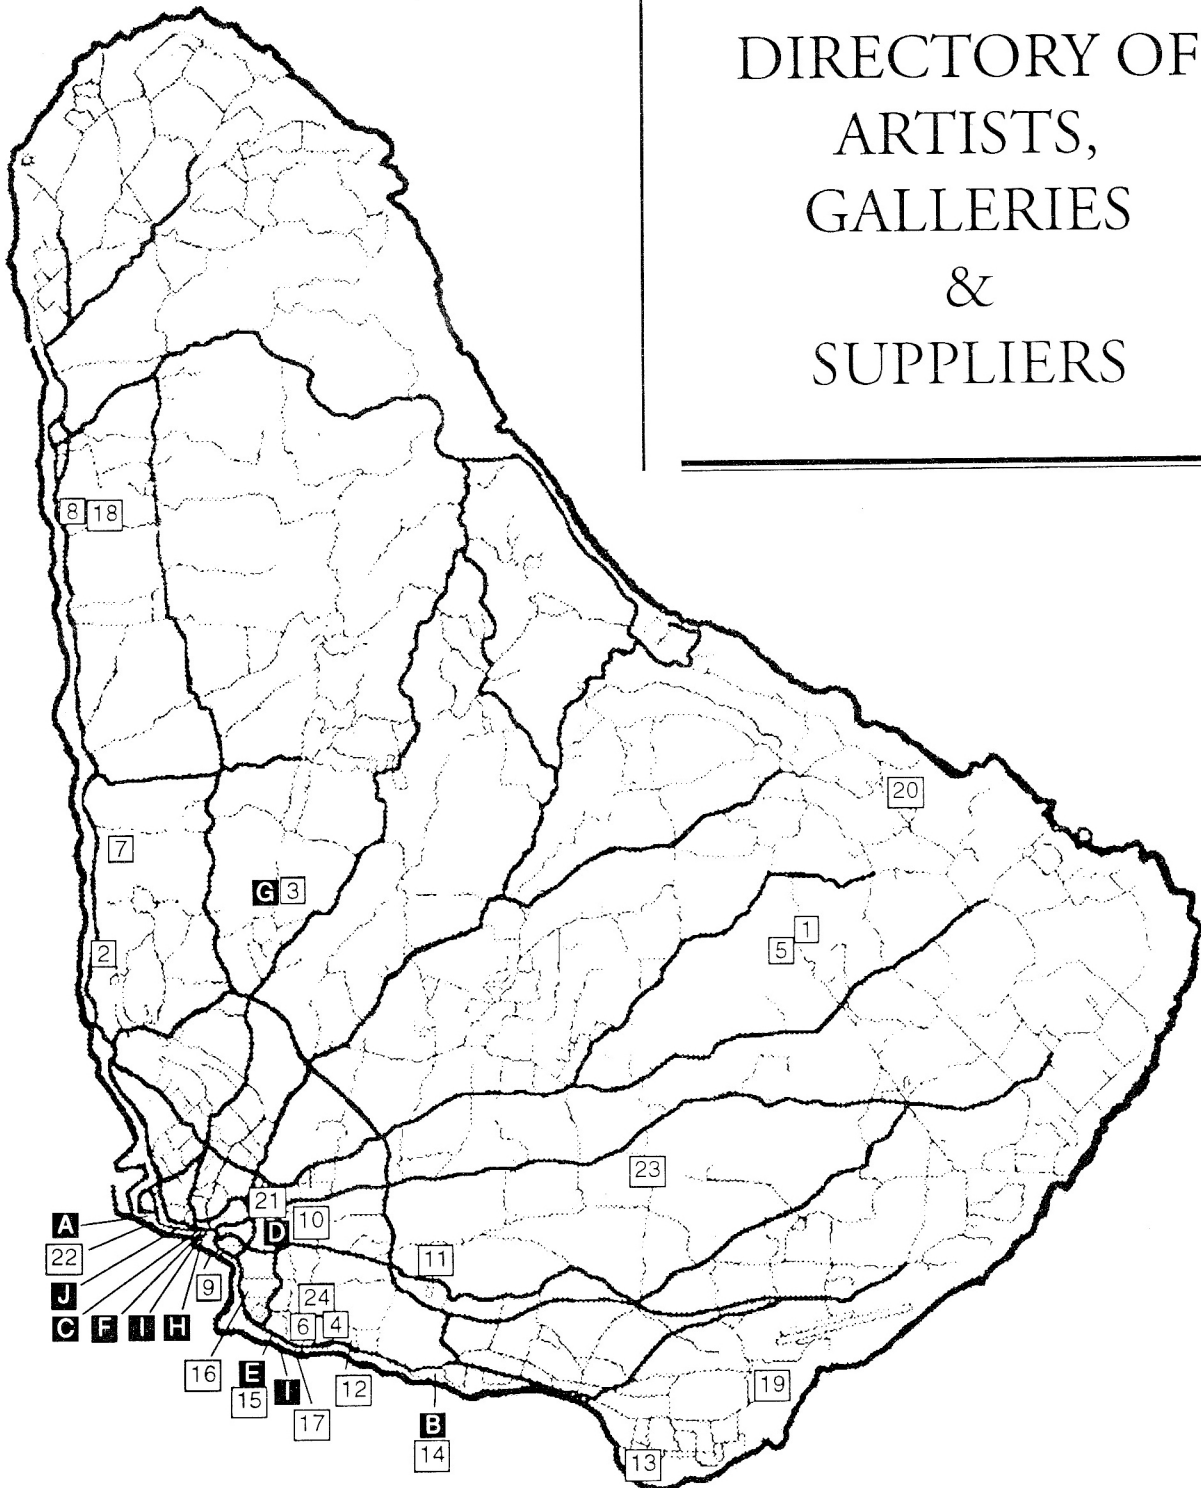 DIRECTORY OF
ARTISTS,
GALLERIES
&
SUPPLIERS
8 18
20
7
G 3
1
5
2
23
21
A
10
D
22
11
J
9
24
C F I H
6 4
16
E
I
12
19
15
B
17
14
13